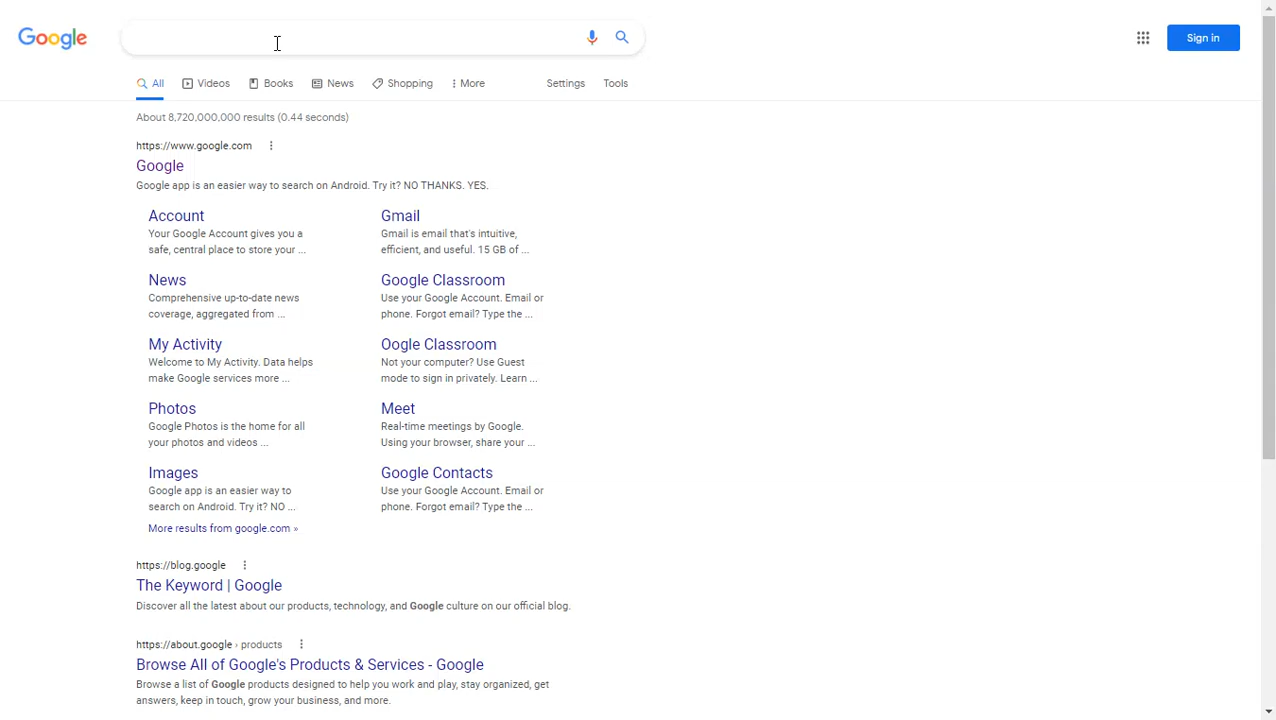 Google
Sign in
All Videos Books News Shopping More Settings Tools
About 8,720,000,000 results (0.44 seconds)
https://www.google.com
Google
Google app is an easier way to search on Android. Try it? NO THANKS. YES.
Account
Your Google Account gives you a
safe, central place to store your ...
Gmail
Gmail is email that's intuitive,
efficient, and useful. 15 GB of ...
News
Comprehensive up-to-date news
coverage, aggregated from ...
Google Classroom
Use your Google Account. Email or
phone. Forgot email? Type the ...
My Activity
Welcome to My Activity. Data helps
make Google services more ...
Oogle Classroom
Not your computer? Use Guest
mode to sign in privately. Learn ...
Photos
Google Photos is the home for all
your photos and videos ...
Meet
Real-time meetings by Google.
Using your browser, share your ...
Images
Google app is an easier way to
search on Android. Try it? NO ...
Google Contacts
Use your Google Account. Email or
phone. Forgot email? Type the ...
More results from google.com »
https://blog.google
The Keyword | Google
Discover all the latest about our products, technology, and Google culture on our official blog.
https://about.google › products
Browse All of Google's Products & Services - Google
Browse a list of Google products designed to help you work and play, stay organized, get
answers, keep in touch, grow your business, and more.